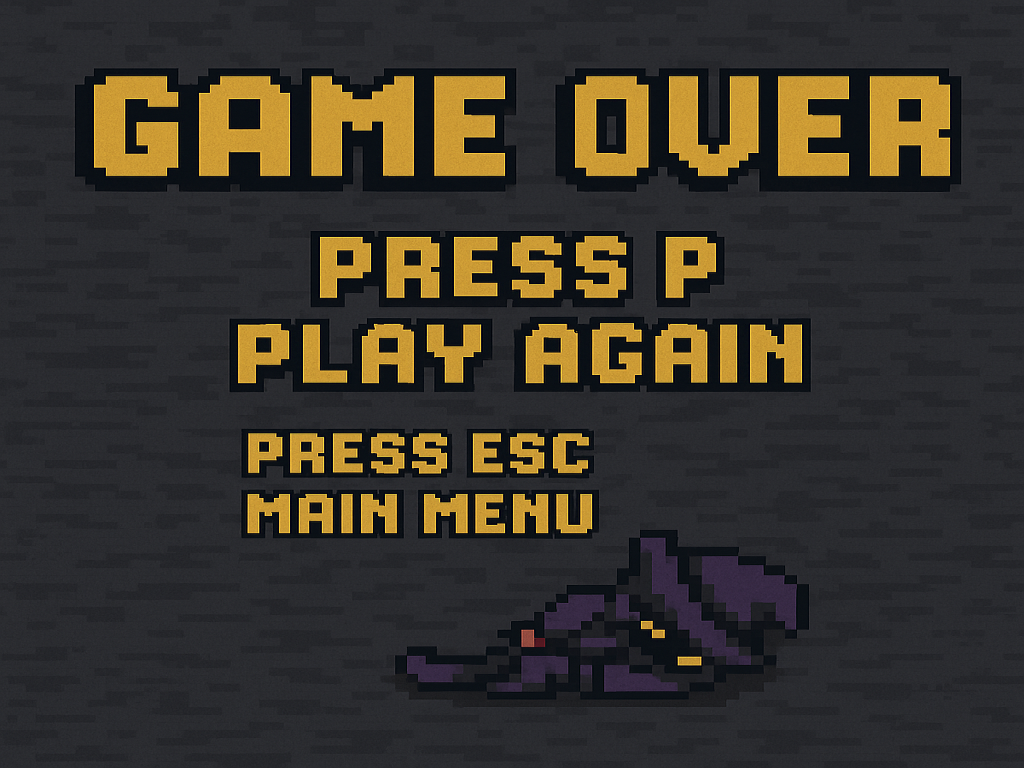 GAME OVER
PRESS P
PLAY AGAIN
PRESS ESC
MAIN MENU